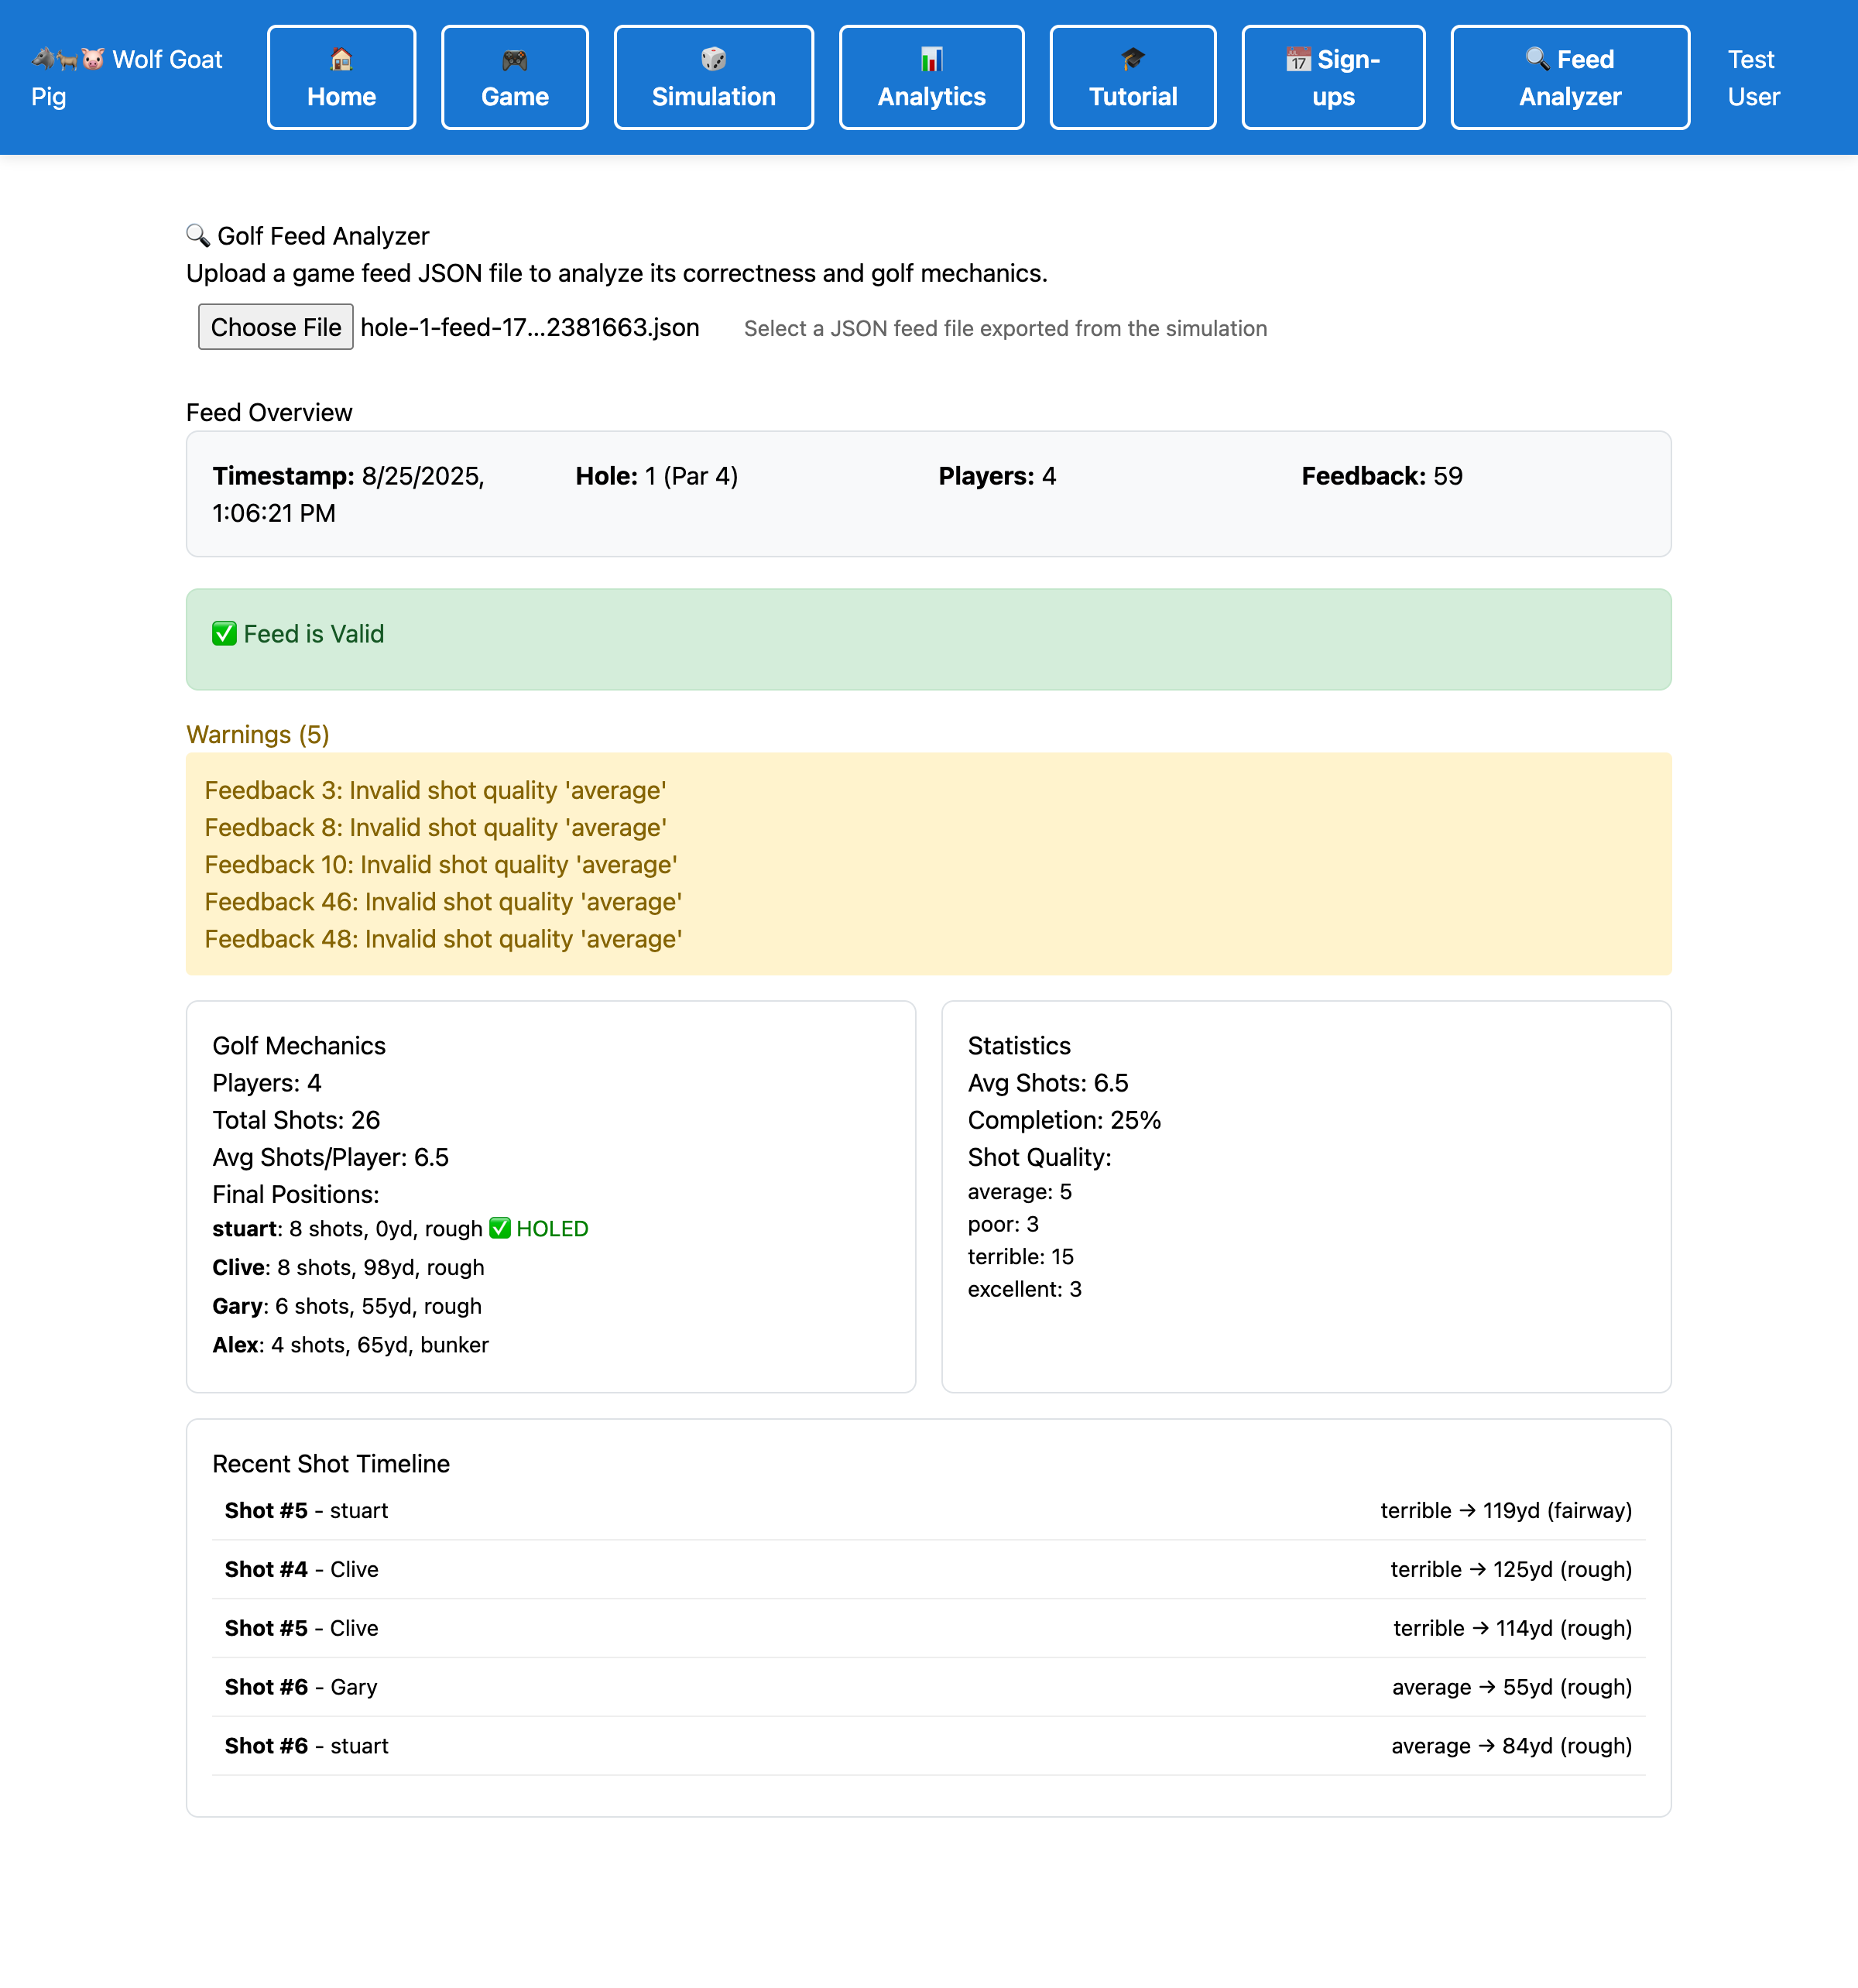 🐺🐐🐷 Wolf Goat
Pig
🏠
Home
🎮
Game
🎲
Simulation
📊
Analytics
🎓
Tutorial
📅 Sign-
ups
🔍 Feed
Analyzer
Test
User
🔍 Golf Feed Analyzer
Upload a game feed JSON file to analyze its correctness and golf mechanics.
Choose File hole-1-feed-17...2381663.json Select a JSON feed file exported from the simulation
Feed Overview
Timestamp: 8/25/2025,
1:06:21 PM
Hole: 1 (Par 4)
Players: 4
Feedback: 59
✅ Feed is Valid
Warnings (5)
Feedback 3: Invalid shot quality 'average'
Feedback 8: Invalid shot quality 'average'
Feedback 10: Invalid shot quality 'average'
Feedback 46: Invalid shot quality 'average'
Feedback 48: Invalid shot quality 'average'
Golf Mechanics
Players: 4
Total Shots: 26
Avg Shots/Player: 6.5
Final Positions:
stuart: 8 shots, 0yd, rough ✅ HOLED
Clive: 8 shots, 98yd, rough
Gary: 6 shots, 55yd, rough
Alex: 4 shots, 65yd, bunker
Statistics
Avg Shots: 6.5
Completion: 25%
Shot Quality:
average: 5
poor: 3
terrible: 15
excellent: 3
Recent Shot Timeline
Shot #5 - stuart terrible → 119yd (fairway)
Shot #4 - Clive terrible → 125yd (rough)
Shot #5 - Clive terrible → 114yd (rough)
Shot #6 - Gary average → 55yd (rough)
Shot #6 - stuart average → 84yd (rough)